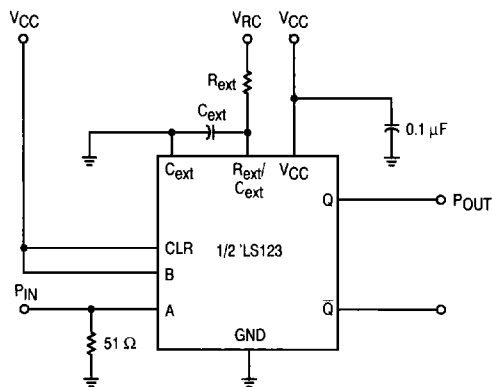 VCC
VRC
VCC
Rext
Cext
0.1 µF
Cext
Rext/
Cext
VCC
Q
POUT
CLR
1/2 'LS123
B
PIN
A
Q̅
51 Ω
GND